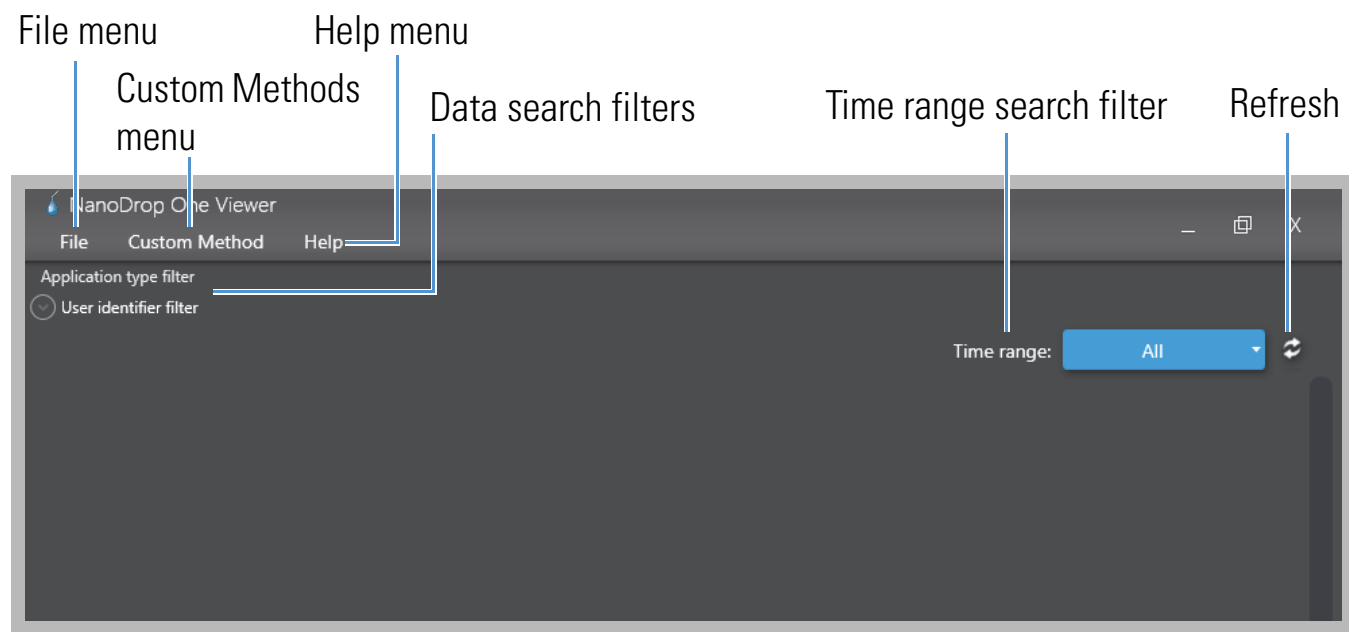 File menu
Help menu
Custom Methods
menu
Data search filters
Time range search filter
Refresh
NanoDrop One Viewer
File
Custom Method
Help
X
Application type filter
User identifier filter
Time range:
All